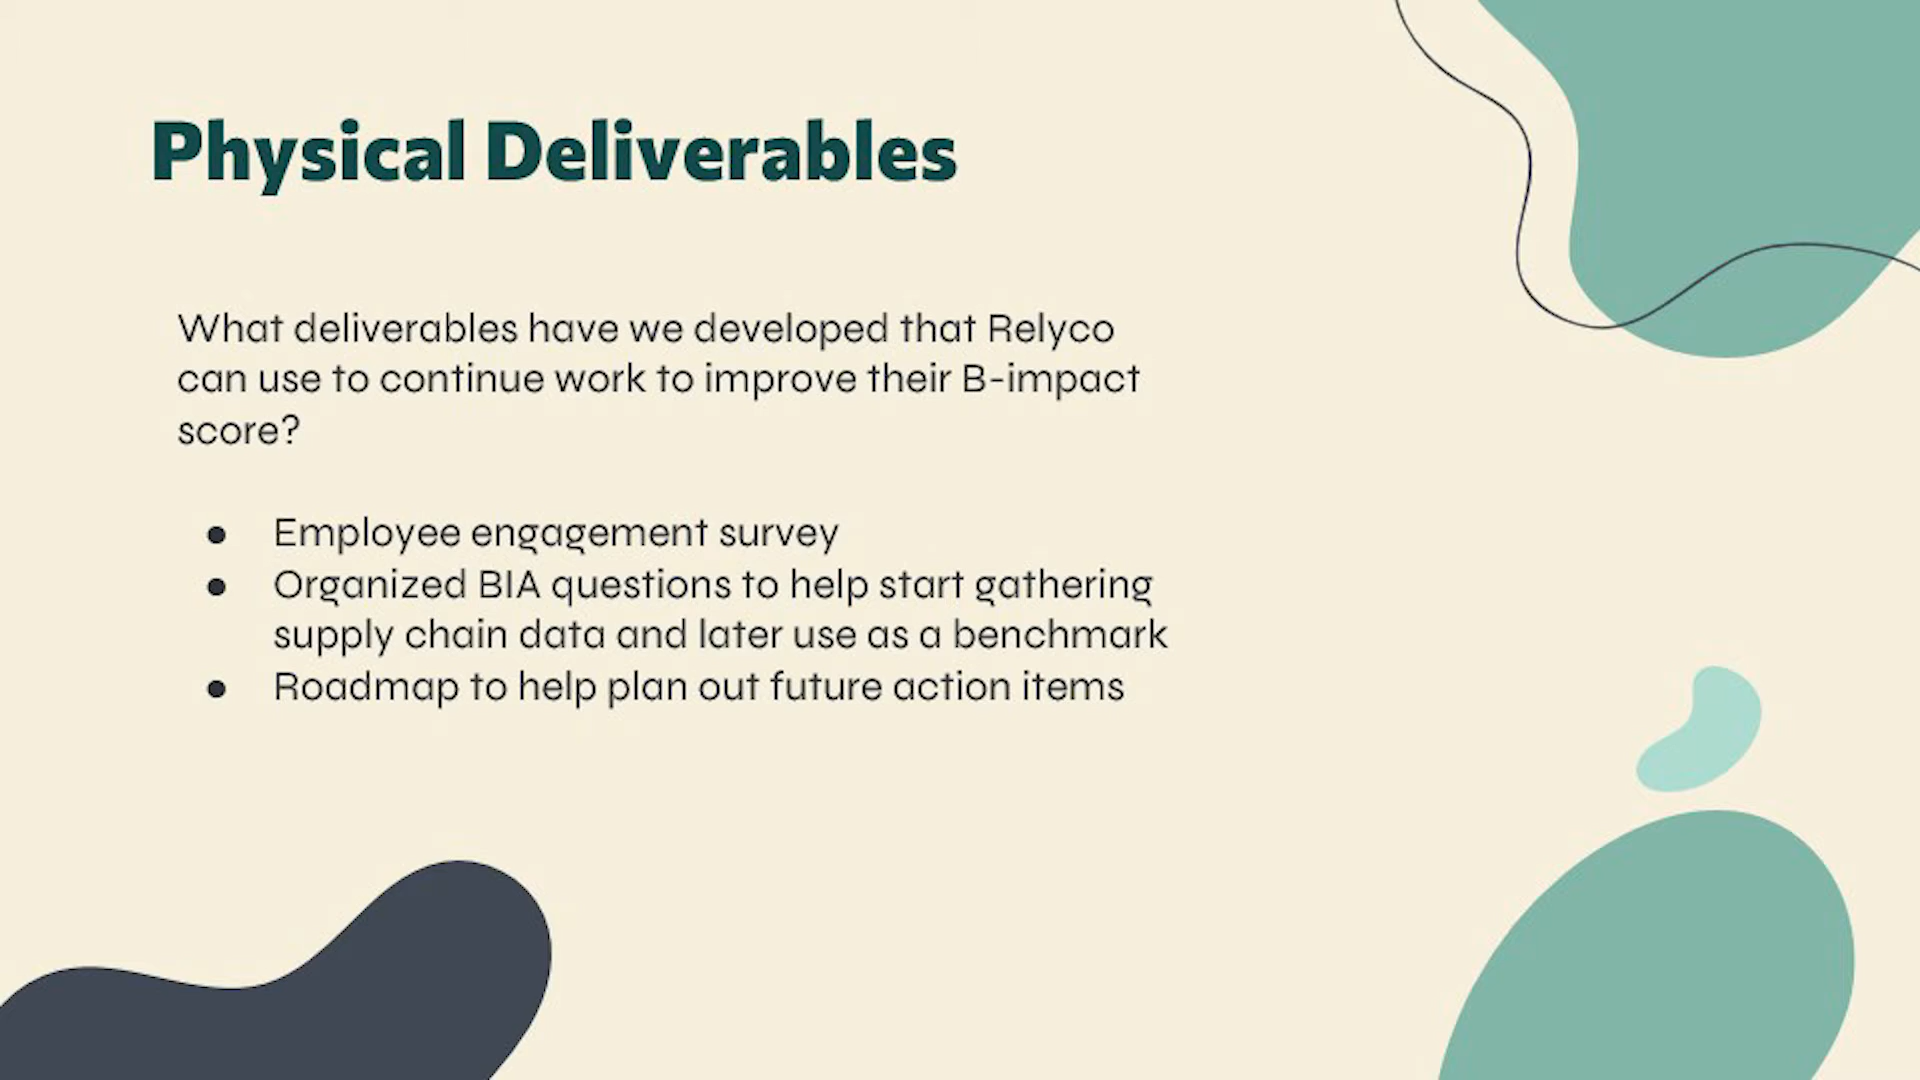 Physical Deliverables
What deliverables have we developed that Relyco
can use to continue work to improve their B-impact
score?
● Employee engagement survey
● Organized BIA questions to help start gathering
supply chain data and later use as a benchmark
● Roadmap to help plan out future action items